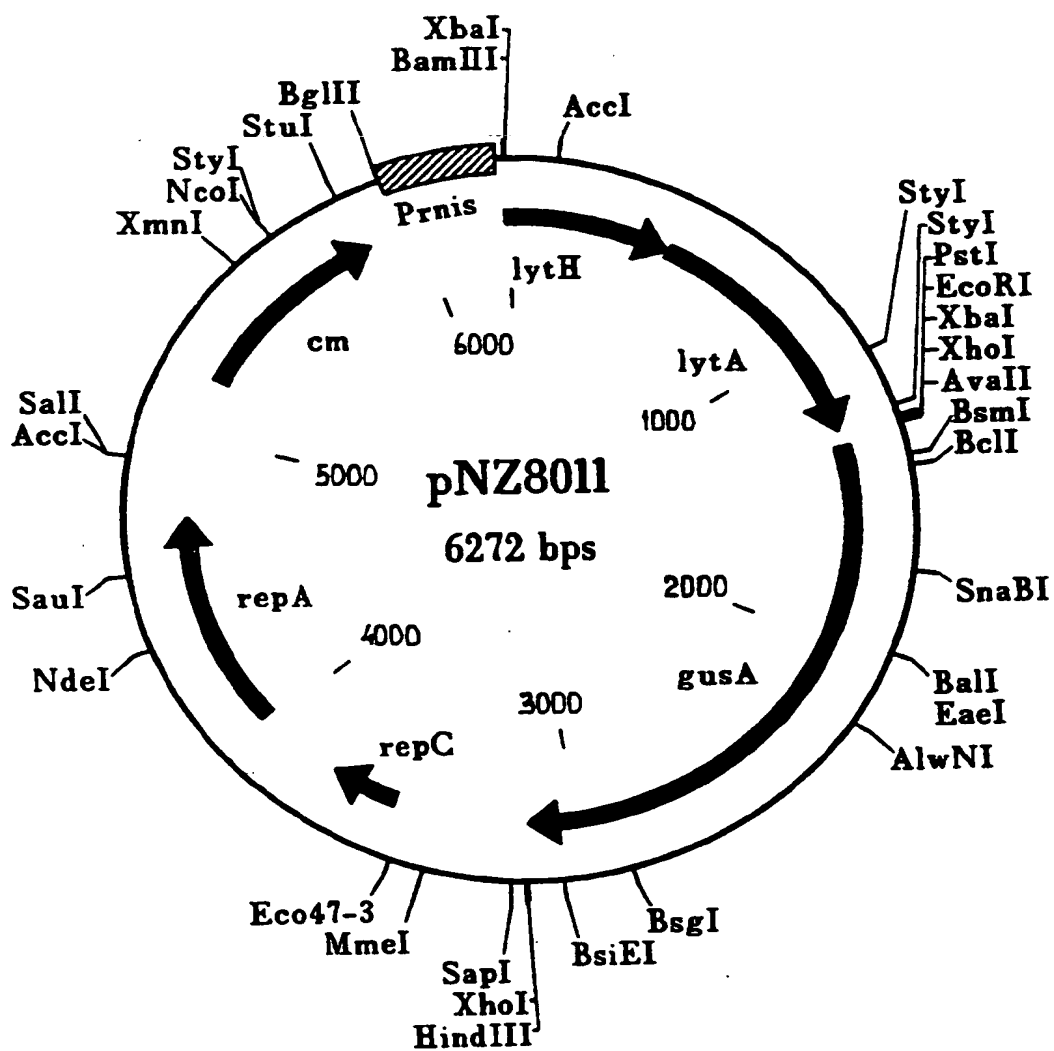 XbaI
BamIII
AccI
BglII
StuI
StyI
NcoI
XmnI
Prnis
StyI
StyI
PstI
EcoRI
XbaI
XhoI
AvaII
BsmI
BclI
lytH
cm
6000
lytA
1000
SalI
AccI
5000
pNZ8011
6272 bps
SauI
repA
2000
SnaBI
4000
NdeI
gusA
BalI
EaeI
3000
repC
AlwNI
Eco47-3
MmeI
BsgI
BsiEI
SapI
XhoI
HindIII